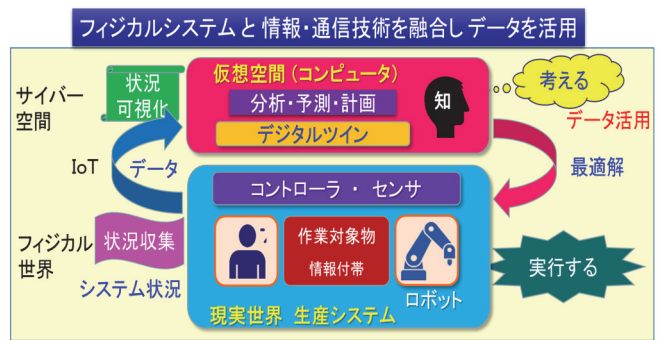 フィジカルシステムと情報・通信技術を融合しデータを活用
サイバー
空間
状況
可視化
仮想空間(コンピュータ)
分析・予測・計画
デジタルツイン
知
考える
データ活用
IoT
データ
最適解
コントローラ ・ センサ
フィジカル
世界
状況収集
作業対象物
情報付帯
ロボット
実行する
システム状況
現実世界 生産システム